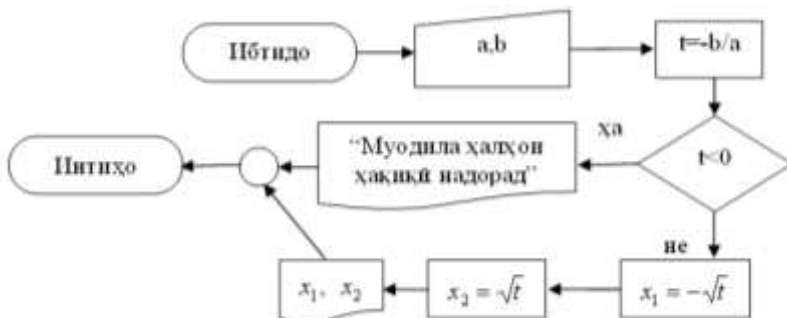 Ибтидо
a,b
t=-b/a
t<0
ҳа
“Муодила ҳалҳои
ҳақиқӣ надорад”
Интиҳо
не
x₁ = −√t
x₂ = √t
x₁, x₂